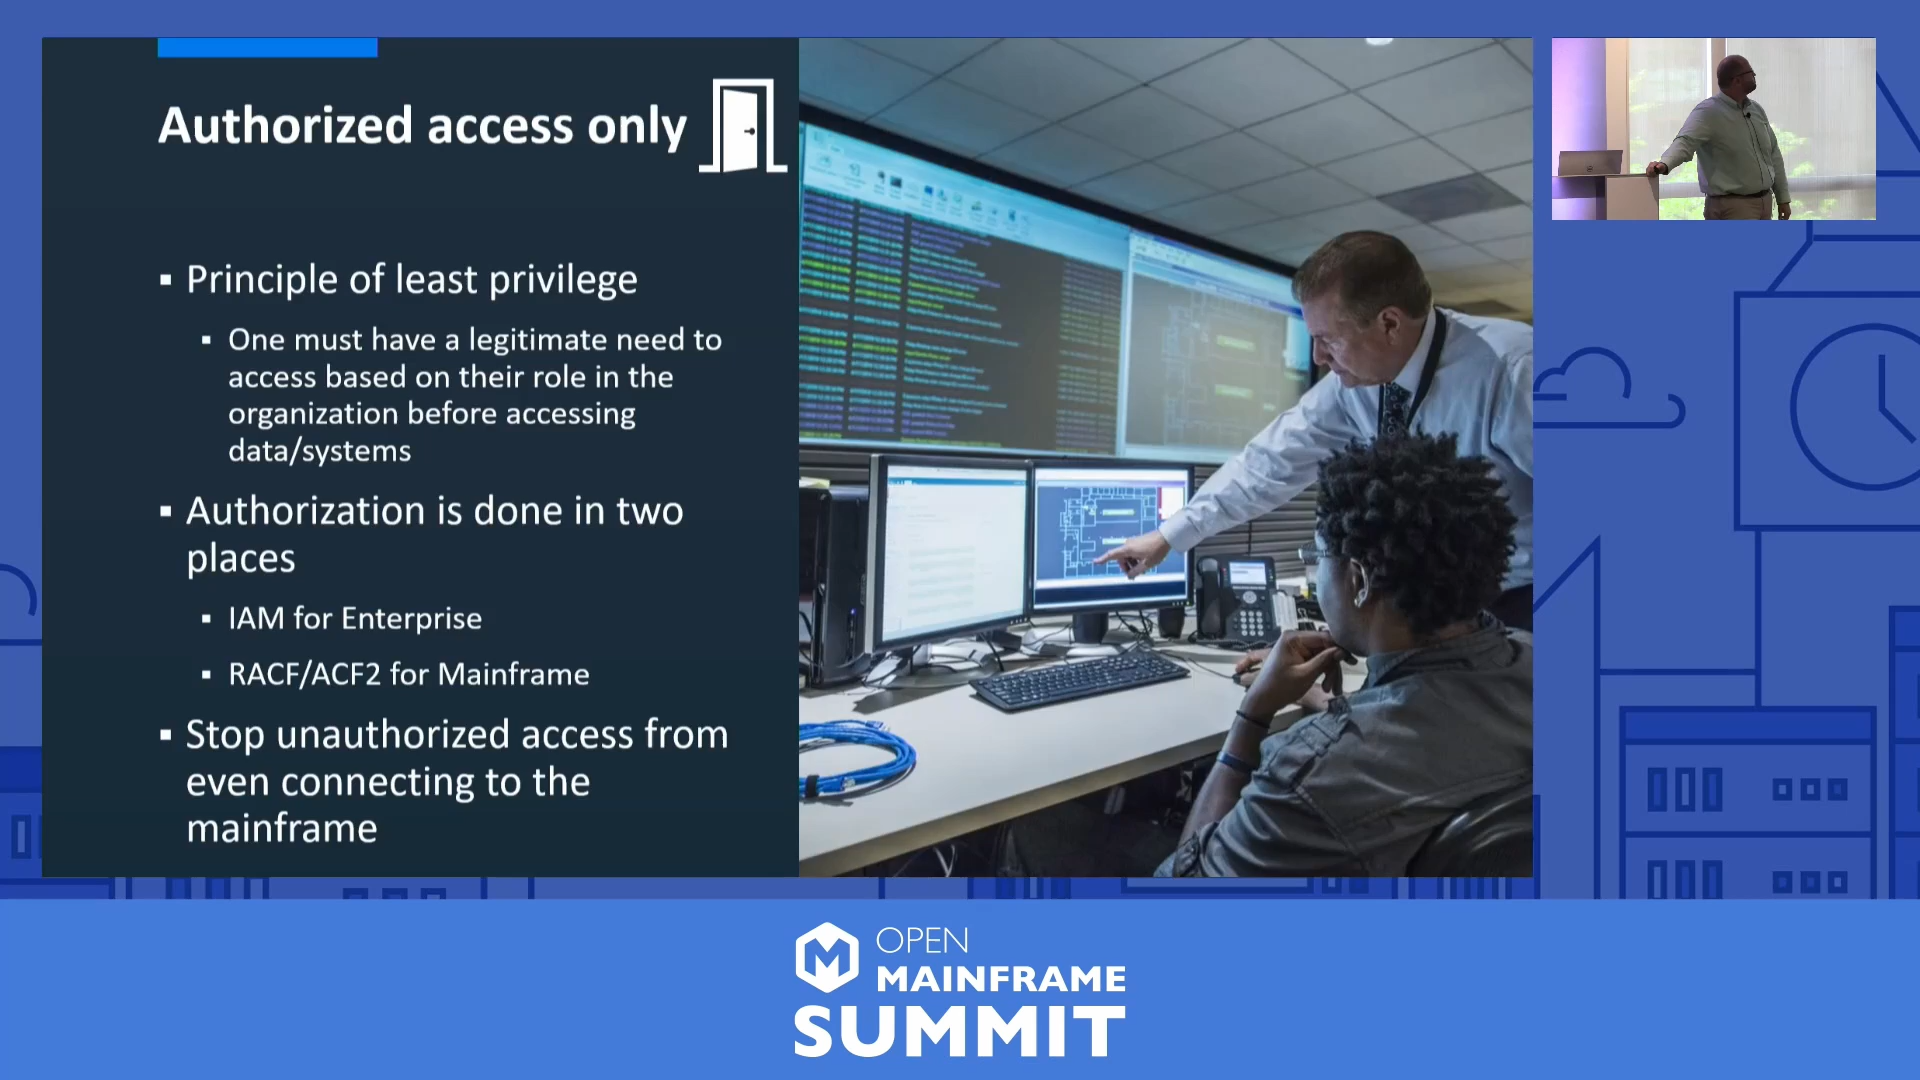 Authorized access only
▪ Principle of least privilege
▪ One must have a legitimate need to
access based on their role in the
organization before accessing
data/systems
▪ Authorization is done in two
places
▪ IAM for Enterprise
▪ RACF/ACF2 for Mainframe
▪ Stop unauthorized access from
even connecting to the
mainframe
OPEN
MAINFRAME
SUMMIT